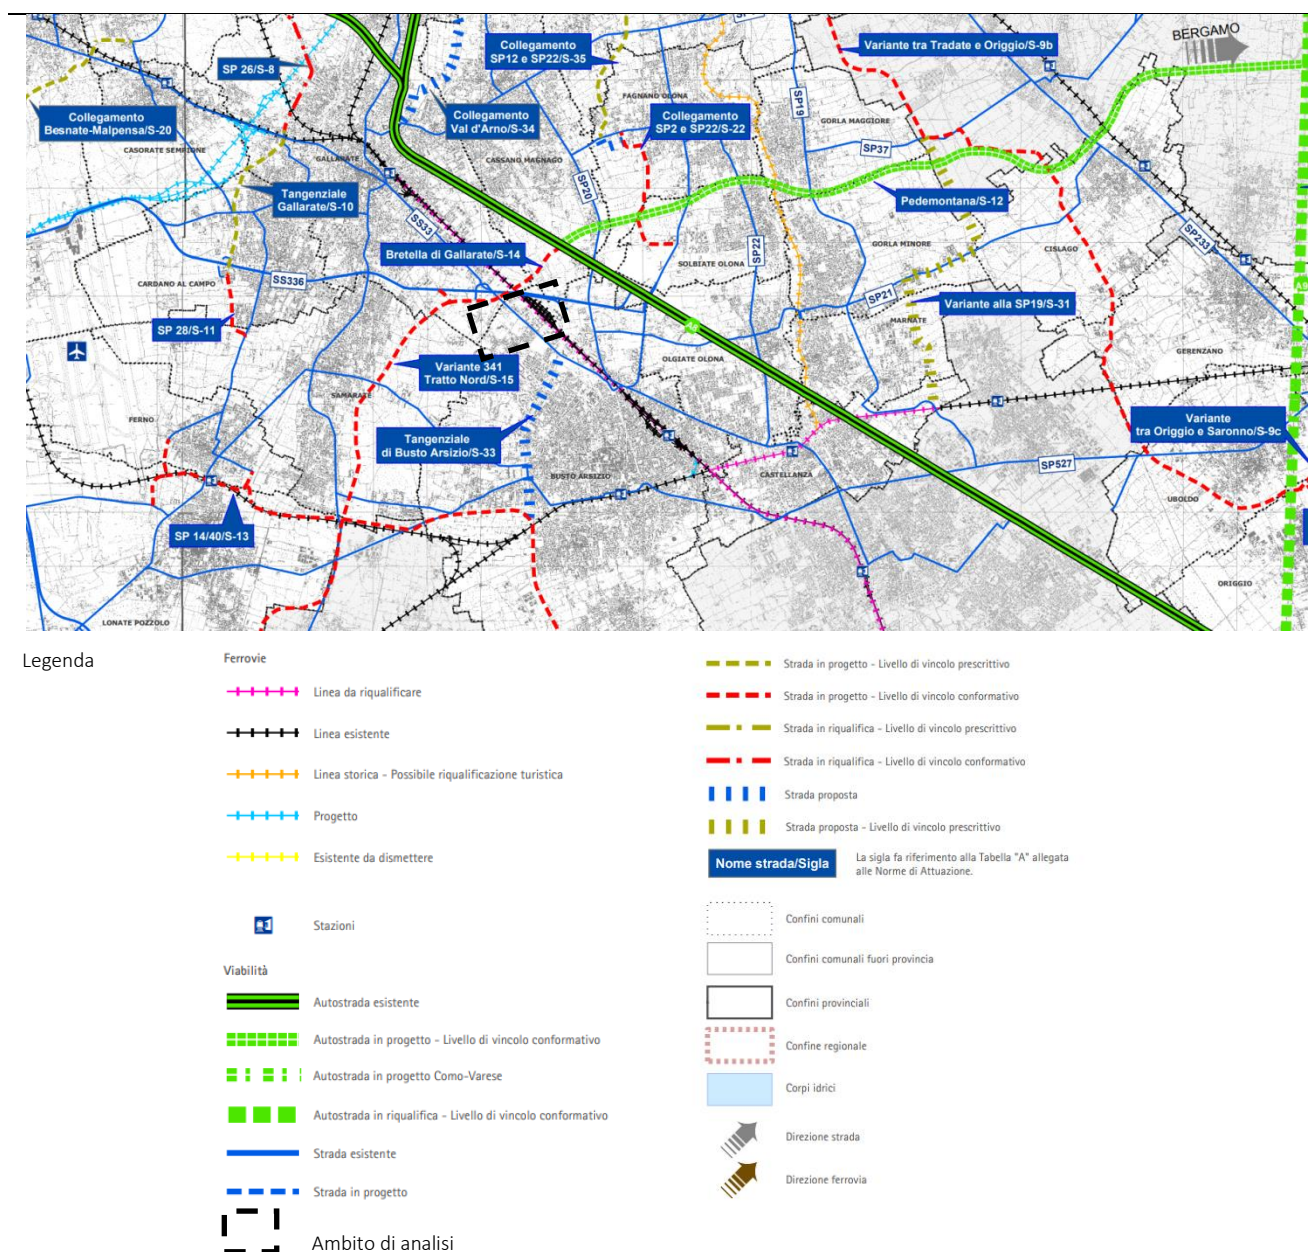 BERGAMO
SP 26/S-8
Collegamento
SP12 e SP22/S-35
Variante tra Tradate e Origgio/S-9b
Collegamento
Besnate-Malpensa/S-20
CASORATE SEMPIONE
GALLARATE
Collegamento
Val d'Arno/S-34
FAGNANO OLONA
Collegamento
SP2 e SP22/S-22
SP19
GORLA MAGGIORE
SP37
CASSANO MAGNAGO
SP20
Tangenziale
Gallarate/S-10
Pedemontana/S-12
SS33
Bretella di Gallarate/S-14
SP22
SOLBIATE OLONA
GORLA MINORE
CISLAGO
SP233
CARDANO AL CAMPO
SS336
SP21
Variante alla SP19/S-31
A9
SP 28/S-11
A8
MARNATE
Variante 341
Tratto Nord/S-15
OLGIATE OLONA
GERENZANO
SAMARATE
FERNO
Tangenziale
di Busto Arsizio/S-33
Variante
tra Origgio e Saronno/S-9c
BUSTO ARSIZIO
CASTELLANZA
SP527
UBOLDO
SP 14/40/S-13
ORIGGIO
LONATE POZZOLO
Legenda
Ferrovie
Linea da riqualificare
Linea esistente
Linea storica - Possibile riqualificazione turistica
Progetto
Esistente da dismettere
Stazioni
Viabilità
Autostrada esistente
Autostrada in progetto - Livello di vincolo conformativo
Autostrada in progetto Como-Varese
Autostrada in riqualifica - Livello di vincolo conformativo
Strada esistente
Strada in progetto
Ambito di analisi
Strada in progetto - Livello di vincolo prescrittivo
Strada in progetto - Livello di vincolo conformativo
Strada in riqualifica - Livello di vincolo prescrittivo
Strada in riqualifica - Livello di vincolo conformativo
Strada proposta
Strada proposta - Livello di vincolo prescrittivo
Nome strada/Sigla
La sigla fa riferimento alla Tabella "A" allegata
alle Norme di Attuazione.
Confini comunali
Confini comunali fuori provincia
Confini provinciali
Confine regionale
Corpi idrici
Direzione strada
Direzione ferrovia